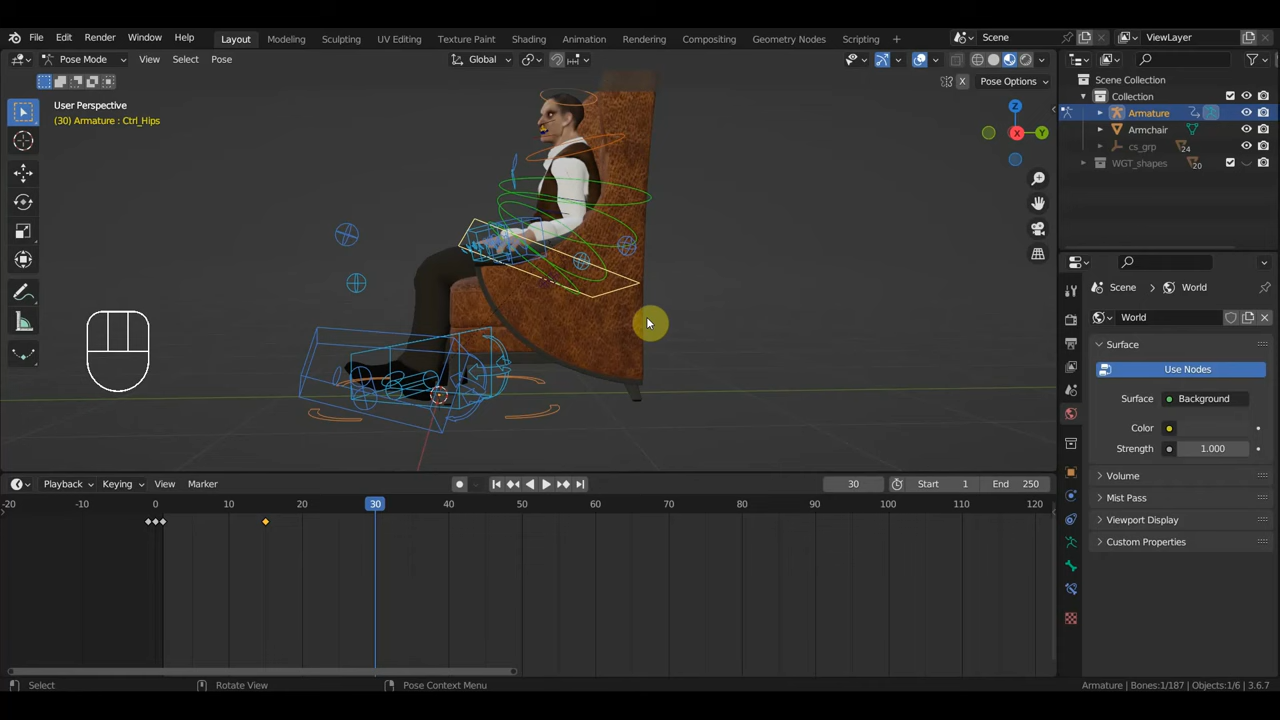 File Edit Render Window Help Layout Modeling Sculpting UV Editing Texture Paint Shading Animation Rendering Compositing Geometry Nodes Scripting + Scene ViewLayer
Pose Mode View Select Pose Global
X Pose Options Scene Collection
User Perspective
(30) Armature : Ctrl_Hips
Collection
Armature
Armchair
cs_grp 24
WGT_shapes 20
Z
X Y
Scene World
World
Surface
Use Nodes
Surface Background
Color
Strength 1.000
Volume
Mist Pass
Viewport Display
Custom Properties
Playback Keying View Marker 30 Start 1 End 250
-20 -10 0 10 20 30 40 50 60 70 80 90 100 110 120
Select Rotate View Pose Context Menu Armature | Bones:1/187 | Objects:1/6 | 3.6.7